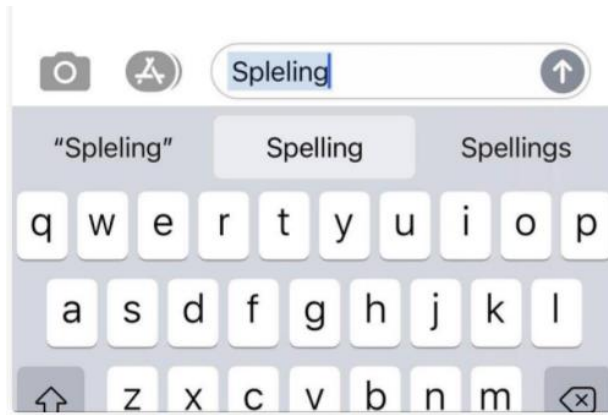 Spleling
“Spleling” Spelling Spellings
q w e r t y u i o p
a s d f g h j k l
z x c v b n m